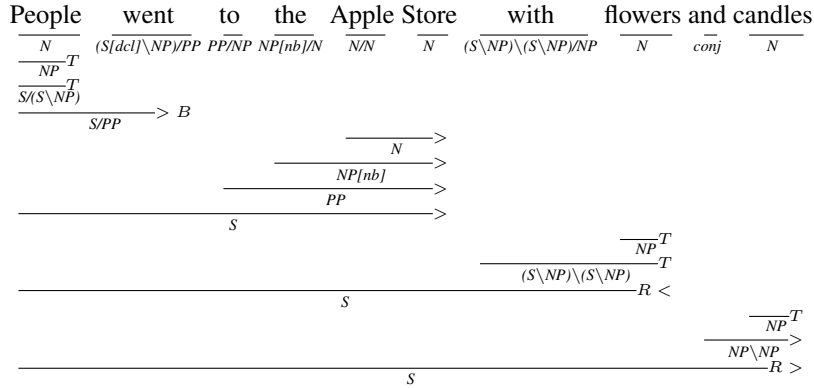 People went to the Apple Store with flowers and candles
N (S[dcl]\NP)/PP PP/NP NP[nb]/N N/N N (S\NP)\(S\NP)/NP N conj N
T
NP
T
S/(S\NP)
> B
S/PP
>
N
>
NP[nb]
>
PP
>
S
T
NP
T
(S\NP)\(S\NP)
R <
S
T
NP
>
NP\NP
R >
S